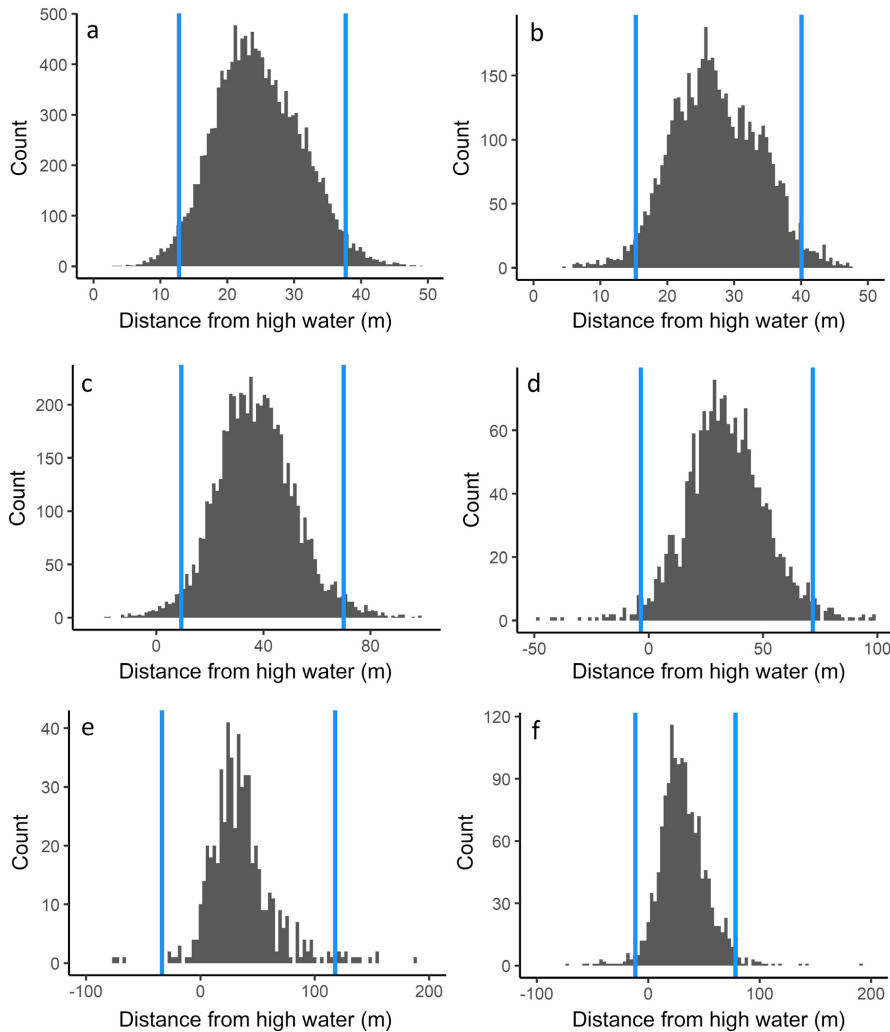 a
500
400
300
200
100
0
Count
0 10 20 30 40 50
Distance from high water (m)
b
150
100
50
0
Count
0 10 20 30 40 50
Distance from high water (m)
c
200
150
100
50
0
Count
0 40 80
Distance from high water (m)
d
60
40
20
0
Count
-50 0 50 100
Distance from high water (m)
e
40
30
20
10
0
Count
-100 0 100 200
Distance from high water (m)
f
120
90
60
30
0
Count
-100 0 100 200
Distance from high water (m)